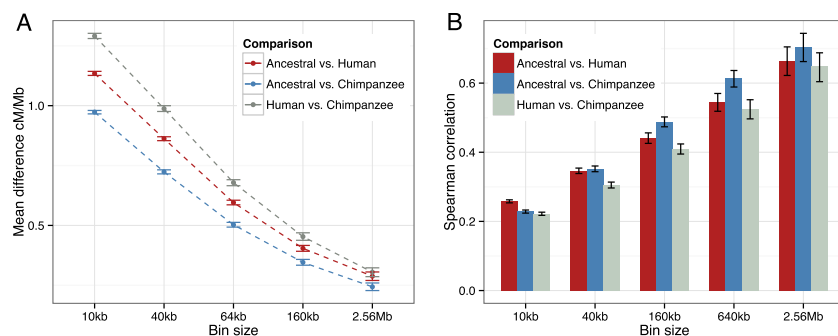 A
Mean difference cM/Mb
1.0
0.5
Comparison
Ancestral vs. Human
Ancestral vs. Chimpanzee
Human vs. Chimpanzee
10kb 40kb 64kb 160kb 2.56Mb
Bin size
B
Spearman correlation
0.6
0.4
0.2
0.0
Comparison
Ancestral vs. Human
Ancestral vs. Chimpanzee
Human vs. Chimpanzee
10kb 40kb 160kb 640kb 2.56Mb
Bin size